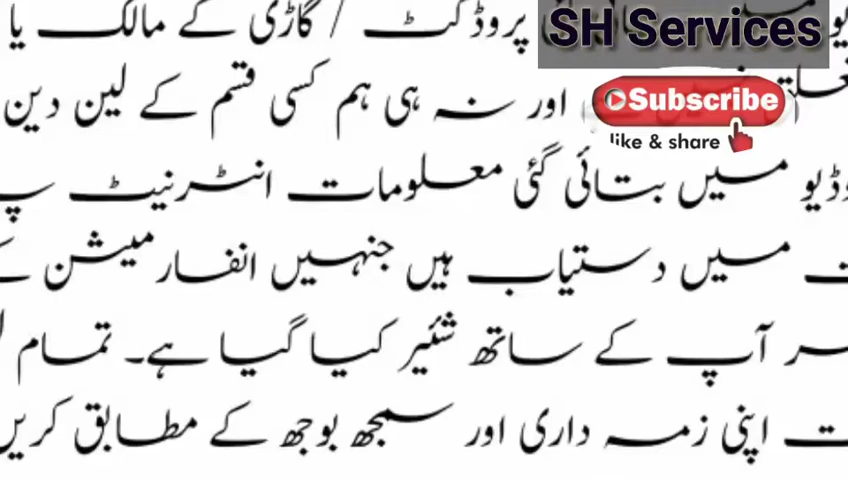 SH Services
پروڈکٹ / گاڑی کے مالک یا
Subscribe
اور نہ ہی ہم کسی قسم کے لین دین
like & share
میں بتائی گئی معلومات انٹرنیٹ
میں دستیاب ہیں جنہیں انفارمیشن
آپ کے ساتھ شئیر کیا گیا ہے۔ تمام
اپنی زمہ داری اور سمجھ بوجھ کے مطابق کریں